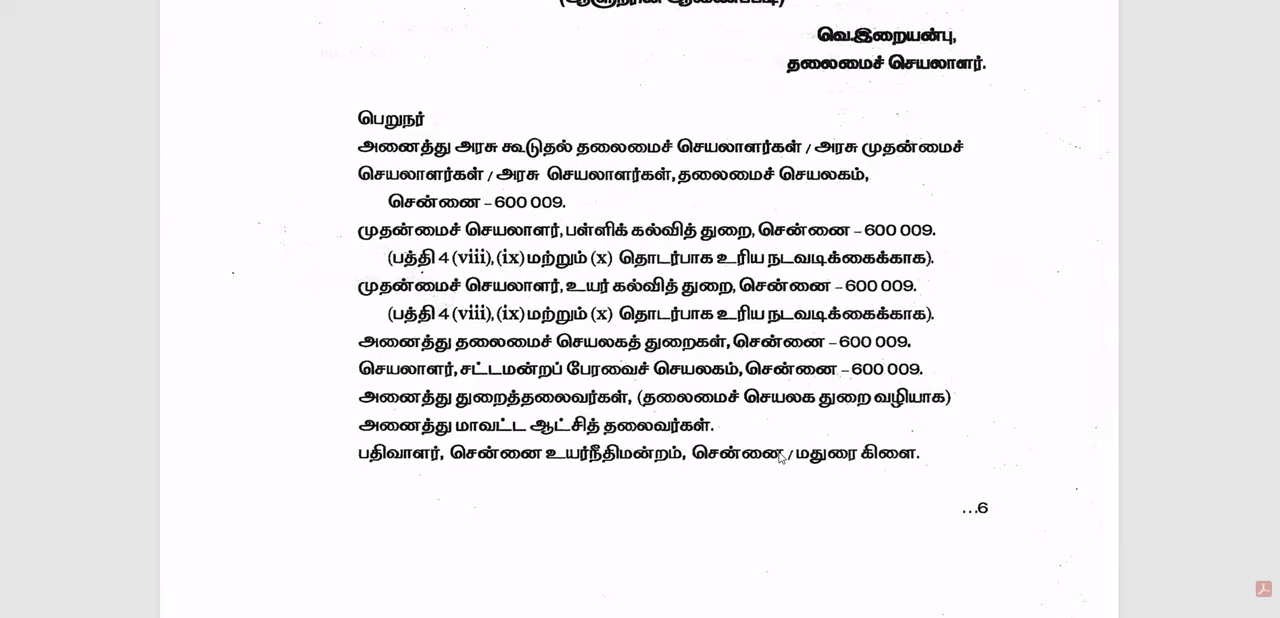 (ஆளுநரின் ஆணைப்படி)
வெ.இறையன்பு,
தலைமைச் செயலாளர்.
பெறுநர்
அனைத்து அரசு கூடுதல் தலைமைச் செயலாளர்கள் / அரசு முதன்மைச்
செயலாளர்கள் / அரசு செயலாளர்கள், தலைமைச் செயலகம்,
சென்னை – 600 009.
முதன்மைச் செயலாளர், பள்ளிக் கல்வித் துறை, சென்னை – 600 009.
(பத்தி 4 (viii), (ix) மற்றும் (x) தொடர்பாக உரிய நடவடிக்கைக்காக).
முதன்மைச் செயலாளர், உயர் கல்வித் துறை, சென்னை – 600 009.
(பத்தி 4 (viii), (ix) மற்றும் (x) தொடர்பாக உரிய நடவடிக்கைக்காக).
அனைத்து தலைமைச் செயலகத் துறைகள், சென்னை – 600 009.
செயலாளர், சட்டமன்றப் பேரவைச் செயலகம், சென்னை – 600 009.
அனைத்து துறைத்தலைவர்கள், (தலைமைச் செயலக துறை வழியாக)
அனைத்து மாவட்ட ஆட்சித் தலைவர்கள்.
பதிவாளர், சென்னை உயர்நீதிமன்றம், சென்னை / மதுரை கிளை.
...6